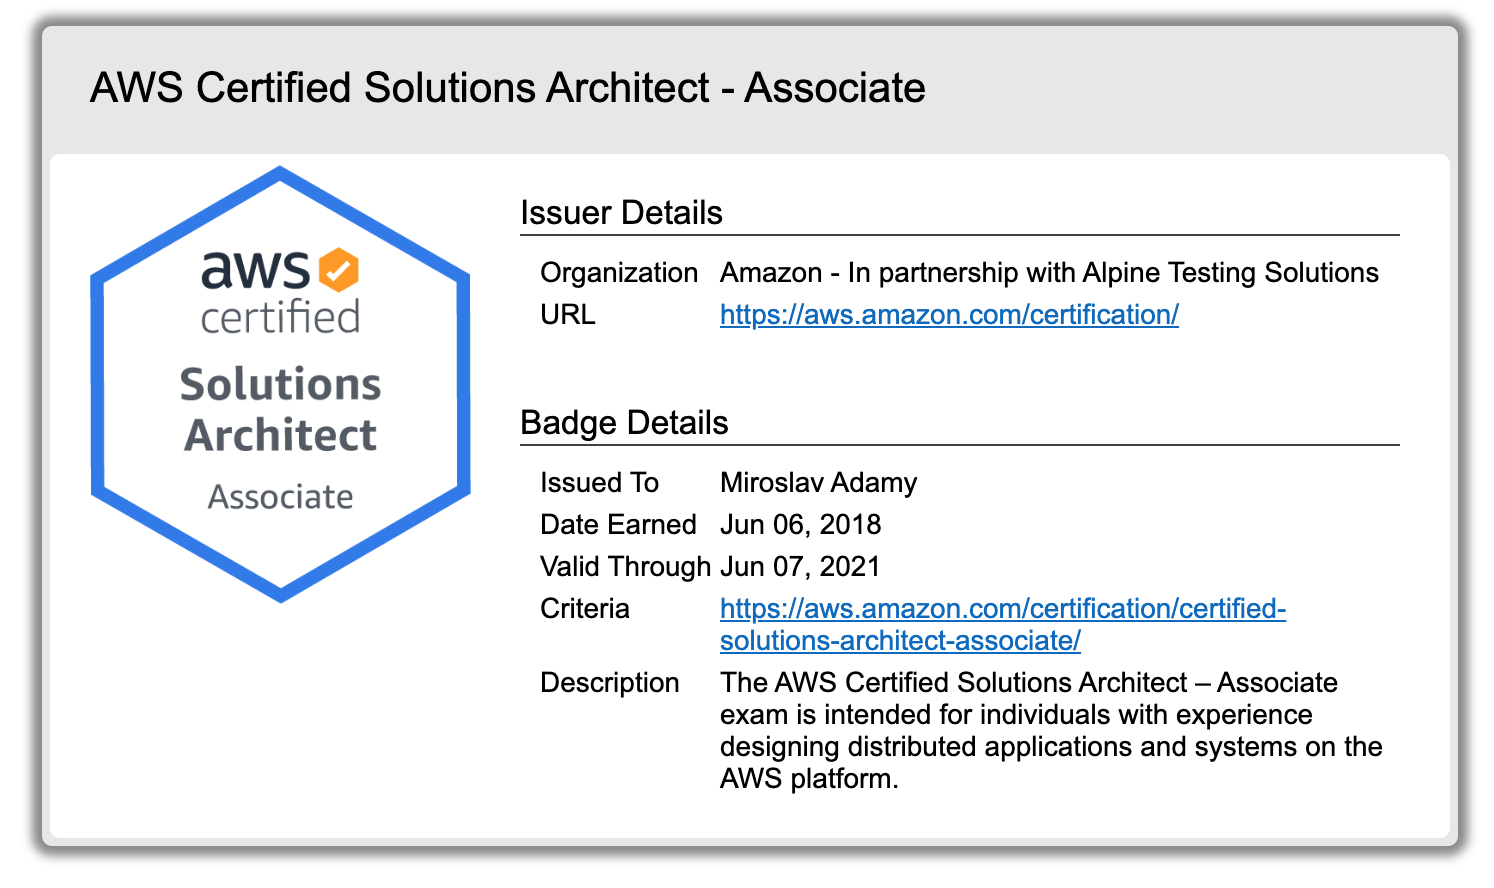 AWS Certified Solutions Architect - Associate
aws
certified
Solutions
Architect
Associate
Issuer Details
Organization Amazon - In partnership with Alpine Testing Solutions
URL https://aws.amazon.com/certification/
Badge Details
Issued To Miroslav Adamy
Date Earned Jun 06, 2018
Valid Through Jun 07, 2021
Criteria https://aws.amazon.com/certification/certified-
solutions-architect-associate/
Description The AWS Certified Solutions Architect – Associate
exam is intended for individuals with experience
designing distributed applications and systems on the
AWS platform.